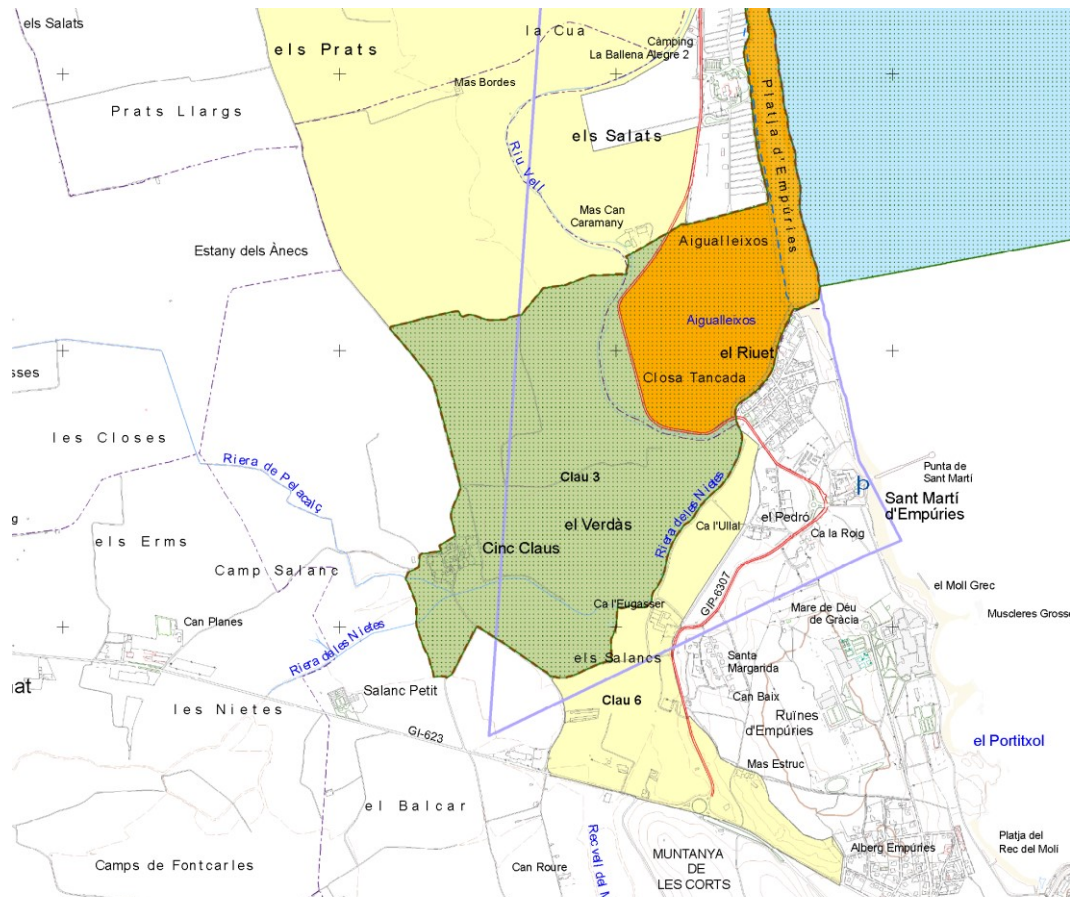 els Salats
la Cua
els Prats
Càmping
La Ballena Alegre 2
Mas Bordes
Prats Llargs
els Salats
Platja d'Empúries
Riu Vell
Mas Can
Caramany
Aigualleixos
Estany dels Ànecs
Aigualleixos
el Riuet
Closa Tancada
sses
les Closes
Riera de Pelacalç
Clau 3
Punta de
Sant Martí
Riera de les Nietes
Sant Martí
d'Empúries
el Verdàs
Ca l'Ullat
el Pedró
Ca la Roig
els Erms
Cinc Claus
Camp Salanc
GIP-6307
el Moll Grec
Ca l'Eugasser
Mare de Déu
de Gràcia
Muscleres Grosse
Can Planes
Riera de les Nietes
els Salancs
Santa
Margarida
at
Salanc Petit
Can Baix
les Nietes
Clau 6
Ruïnes
d'Empúries
GI-623
el Portitxol
Mas Estruc
el Balcar
Recvell del M
Platja del
Rec del Molí
Alberg Empúries
Camps de Fontcarles
Can Roure
MUNTANYA
DE
LES CORTS